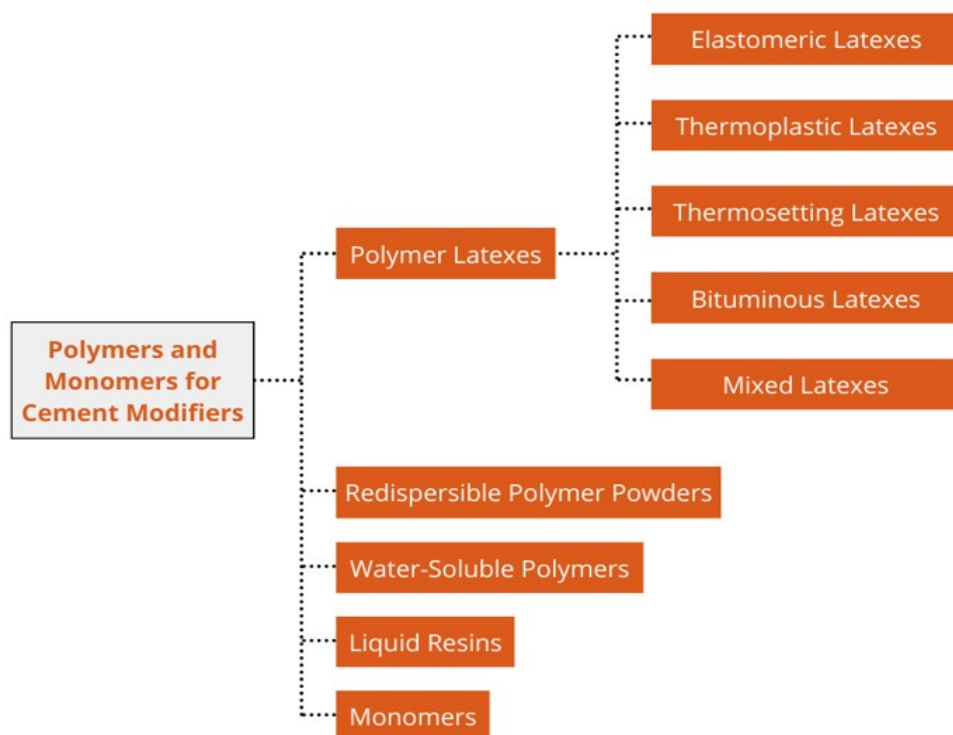 Elastomeric Latexes
Thermoplastic Latexes
Thermosetting Latexes
Polymer Latexes
Bituminous Latexes
Polymers and
Monomers for
Cement Modifiers
Mixed Latexes
Redispersible Polymer Powders
Water-Soluble Polymers
Liquid Resins
Monomers